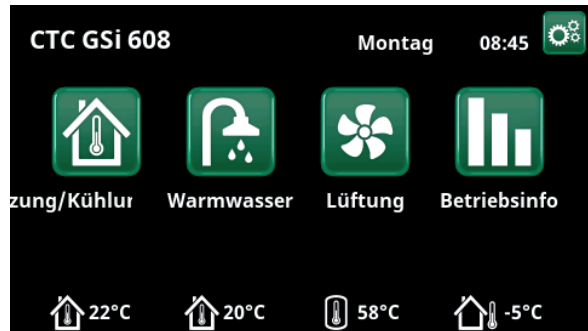 CTC GSi 608 Montag 08:45
zung/Kühlur Warmwasser Lüftung Betriebsinfo
22°C 20°C 58°C -5°C